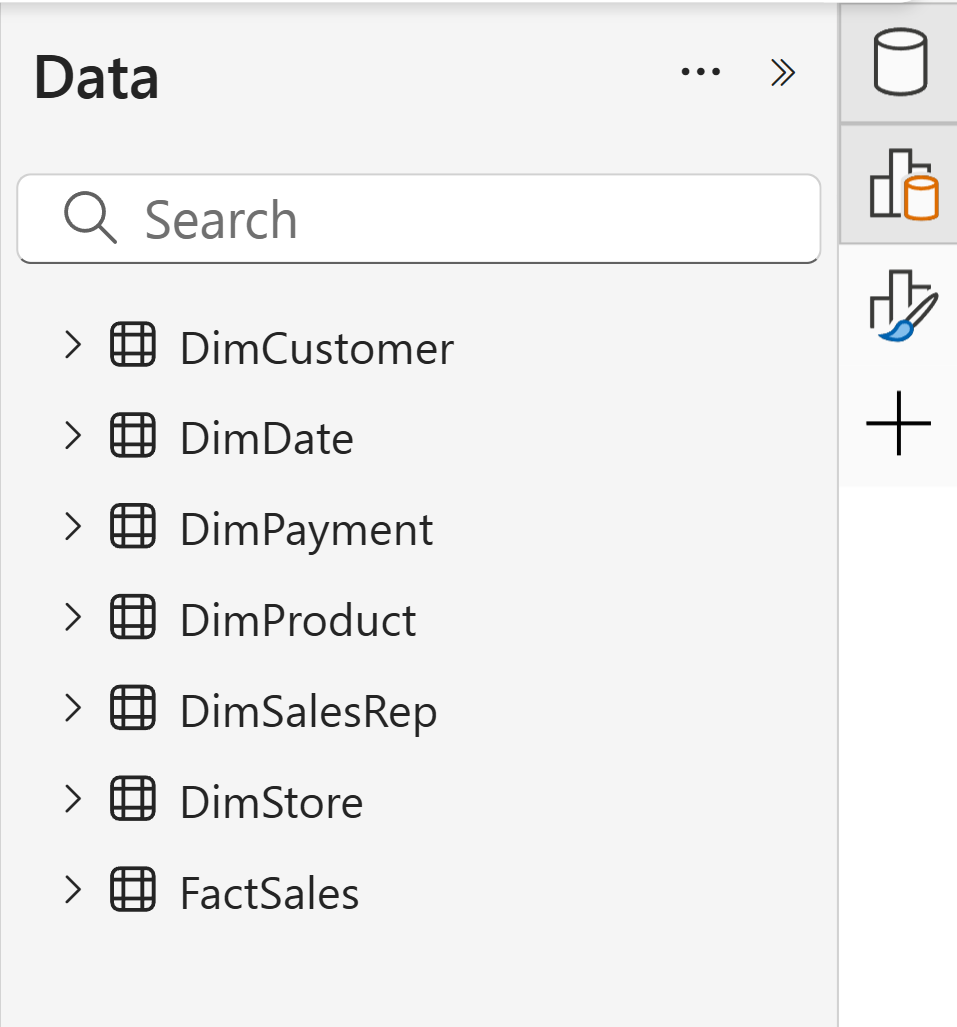 Data
Search
DimCustomer
DimDate
DimPayment
DimProduct
DimSalesRep
DimStore
FactSales